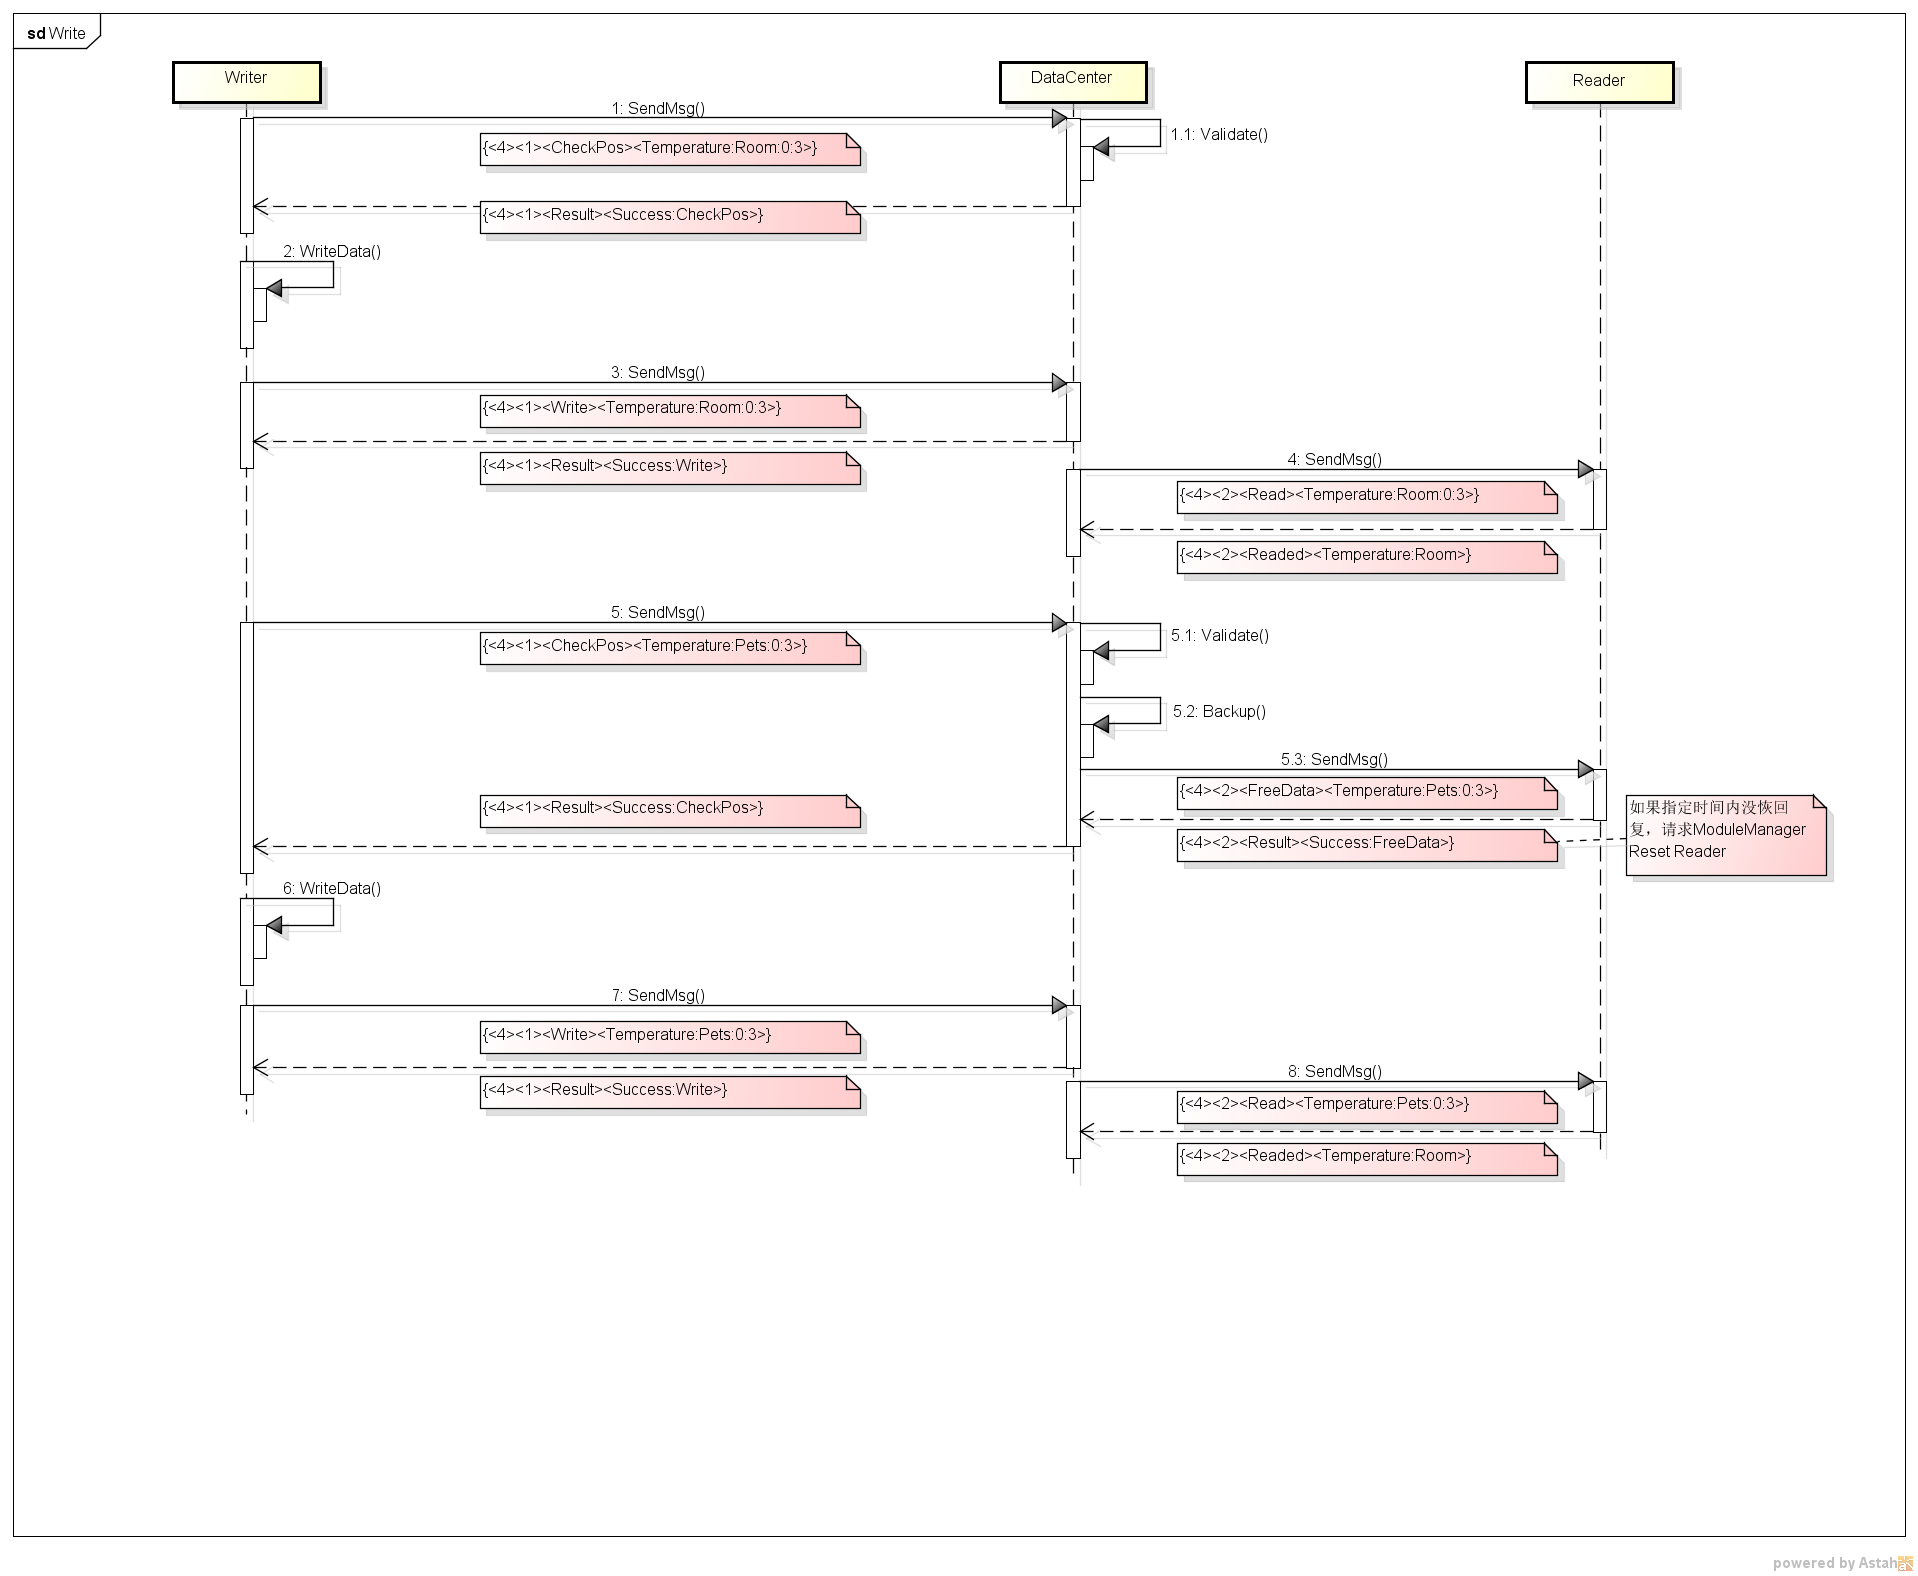 sd Write
Writer
DataCenter
Reader
1: SendMsg()
1.1: Validate()
{<4><1><CheckPos><Temperature:Room:0:3>}
{<4><1><Result><Success:CheckPos>}
2: WriteData()
3: SendMsg()
{<4><1><Write><Temperature:Room:0:3>}
{<4><1><Result><Success:Write>}
4: SendMsg()
{<4><2><Read><Temperature:Room:0:3>}
{<4><2><Readed><Temperature:Room>}
5: SendMsg()
{<4><1><CheckPos><Temperature:Pets:0:3>}
5.1: Validate()
5.2: Backup()
5.3: SendMsg()
{<4><2><FreeData><Temperature:Pets:0:3>}
{<4><1><Result><Success:CheckPos>}
{<4><2><Result><Success:FreeData>}
如果指定时间内没恢回
复，请求ModuleManager
Reset Reader
6: WriteData()
7: SendMsg()
{<4><1><Write><Temperature:Pets:0:3>}
{<4><1><Result><Success:Write>}
8: SendMsg()
{<4><2><Read><Temperature:Pets:0:3>}
{<4><2><Readed><Temperature:Room>}
powered by Astah